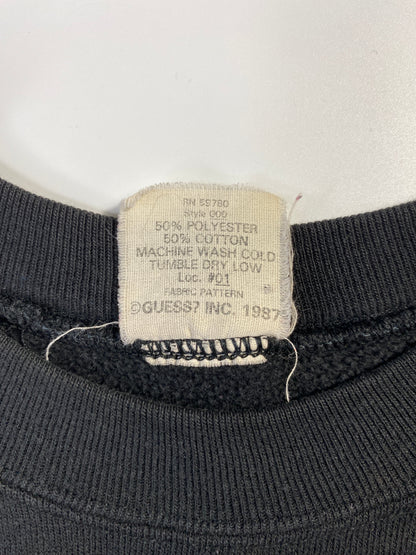 RN 59780
Style 000
50% POLYESTER
50% COTTON
MACHINE WASH COLD
TUMBLE DRY LOW
Loc. #01
FABRIC PATTERN
©GUESS? INC. 1987